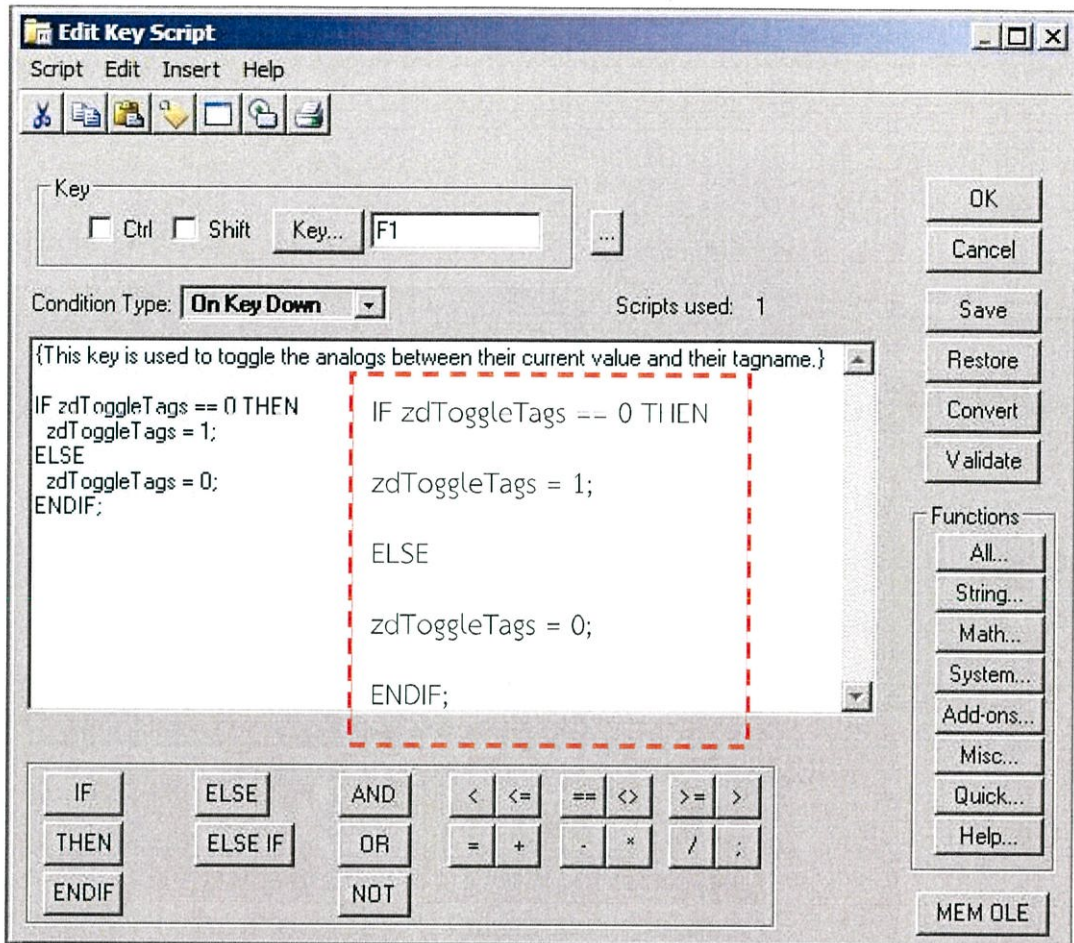 Edit Key Script
Script Edit Insert Help
Key
Ctrl Shift Key... F1 ...
Condition Type: On Key Down Scripts used: 1
{This key is used to toggle the analogs between their current value and their tagname.}
IF zdToggleTags == 0 THEN
zdToggleTags = 1;
ELSE
zdToggleTags = 0;
ENDIF;
IF zdToggleTags == 0 THEN
zdToggleTags = 1;
ELSE
zdToggleTags = 0;
ENDIF;
OK
Cancel
Save
Restore
Convert
Validate
Functions
All...
String...
Math...
System...
Add-ons...
Misc...
Quick...
Help...
MEM OLE
IF ELSE AND < <= == <> >= >
THEN ELSE IF OR = + - * / ;
ENDIF NOT